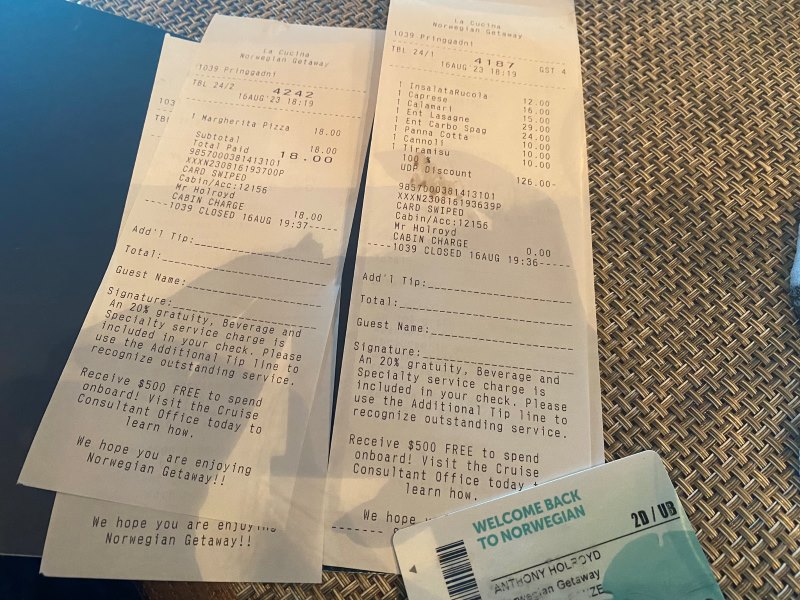 La Cucina
Norwegian Getaway
1039 Pringgadni
TBL 24/2 4242
16AUG'23 18:19
1 Margherita Pizza 18.00
Subtotal 18.00
Total Paid 18.00
985700038141310​1
XXXN230816193700P
CARD SWIPED
Cabin/Acc:12156
Mr Holroyd
CABIN CHARGE 18.00
----1039 CLOSED 16AUG 19:37----
Add'l Tip:
Total:
Guest Name:
Signature:
An 20% gratuity, Beverage and
Specialty service charge is
included in your check. Please
use the Additional Tip line to
recognize outstanding service.
Receive $500 FREE to spend
onboard! Visit the Cruise
Consultant Office today to
learn how.
We hope you are enjoying
Norwegian Getaway!!
103
TBL
We hope you are enjoying
Norwegian Getaway!!
La Cucina
Norwegian Getaway
1039 Pringgadni
TBL 24/1 4187 GST 4
16AUG'23 18:19
1 InsalataRucola 12.00
1 Caprese 16.00
1 Calamari 15.00
1 Ent Lasagne 29.00
1 Ent Carbo Spag 24.00
1 Panna Cotta 10.00
1 Cannoli 10.00
1 Tiramisu 10.00
100 %
UDP Discount 126.00-
9857000381413101
XXXN230816193639P
CARD SWIPED
Cabin/Acc:12156
Mr Holroyd
CABIN CHARGE 0.00
----1039 CLOSED 16AUG 19:36-----
Add'l Tip:
Total:
Guest Name:
Signature:
An 20% gratuity, Beverage and
Specialty service charge is
included in your check. Please
use the Additional Tip line to
recognize outstanding service.
Receive $500 FREE to spend
onboard! Visit the Cruise
Consultant Office today
learn how.
We hope
WELCOME BACK
TO NORWEGIAN
2D / UB
ANTHONY HOLROYD
Norwegian Getaway